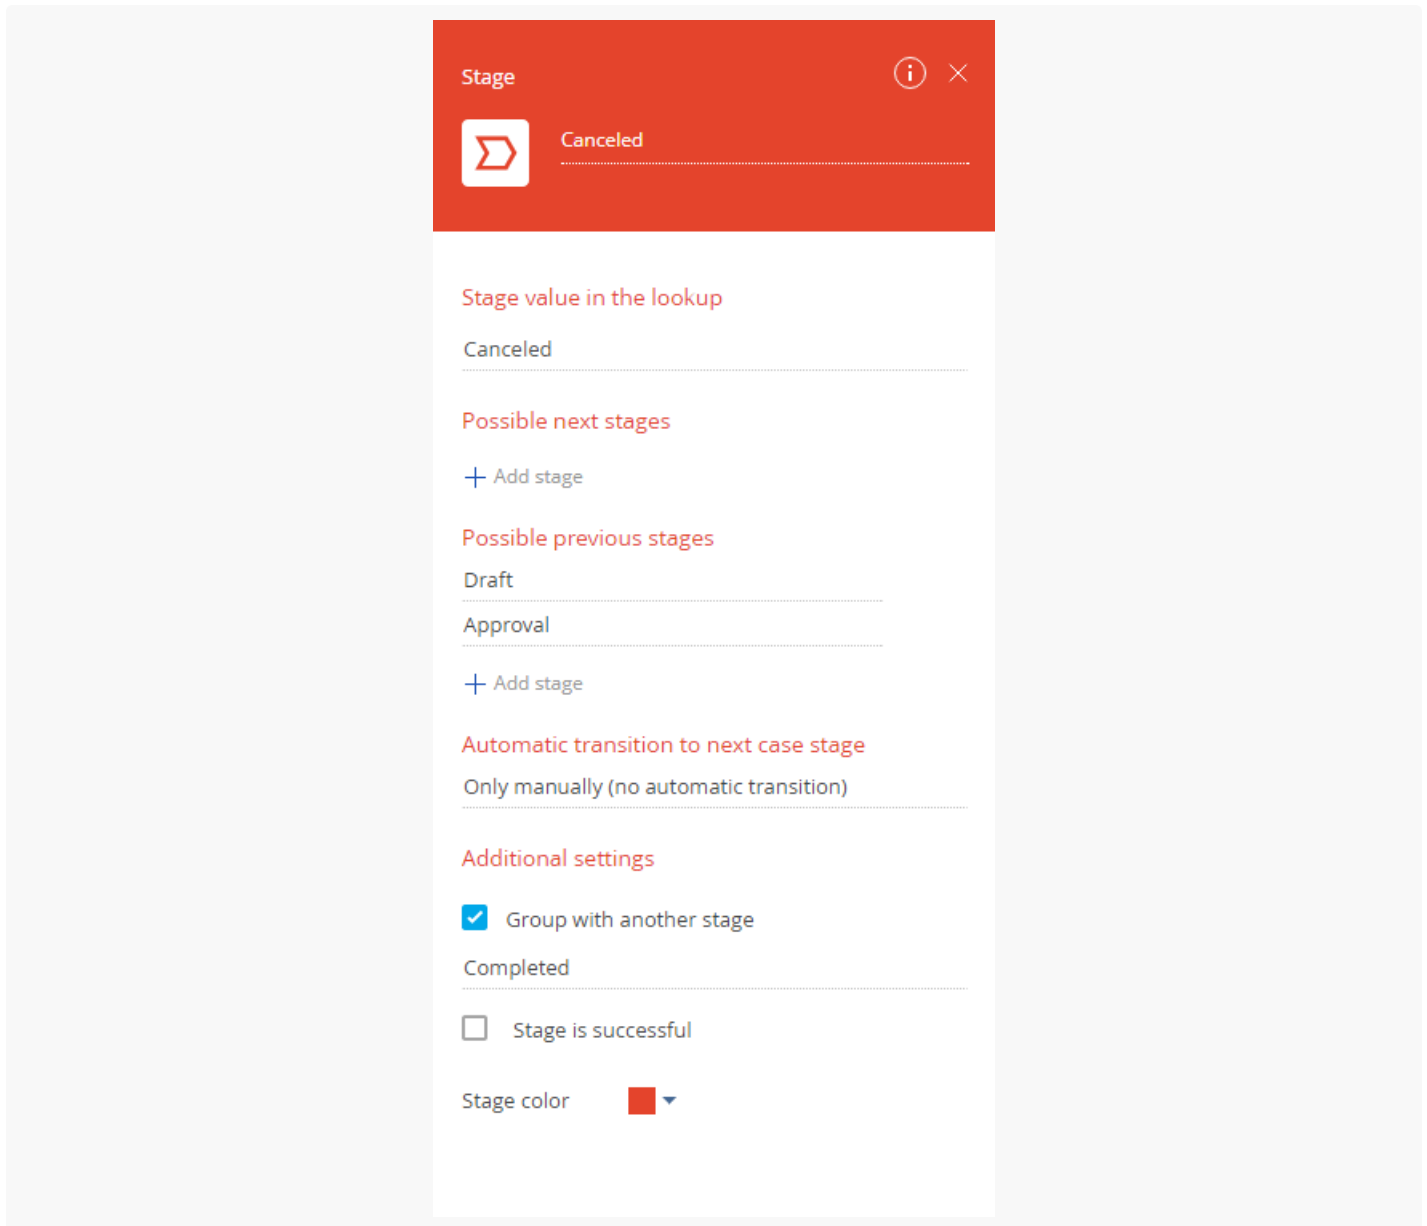 Stage
Canceled
Stage value in the lookup
Canceled
Possible next stages
Add stage
Possible previous stages
Draft
Approval
Add stage
Automatic transition to next case stage
Only manually (no automatic transition)
Additional settings
Group with another stage
Completed
Stage is successful
Stage color